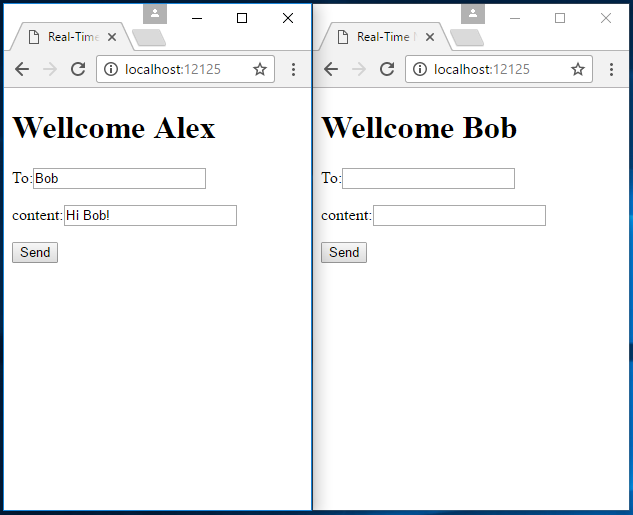 Real-Time
localhost:12125
Wellcome Alex
To:Bob
content:Hi Bob!
Send
Real-Time
localhost:12125
Wellcome Bob
To:
content:
Send